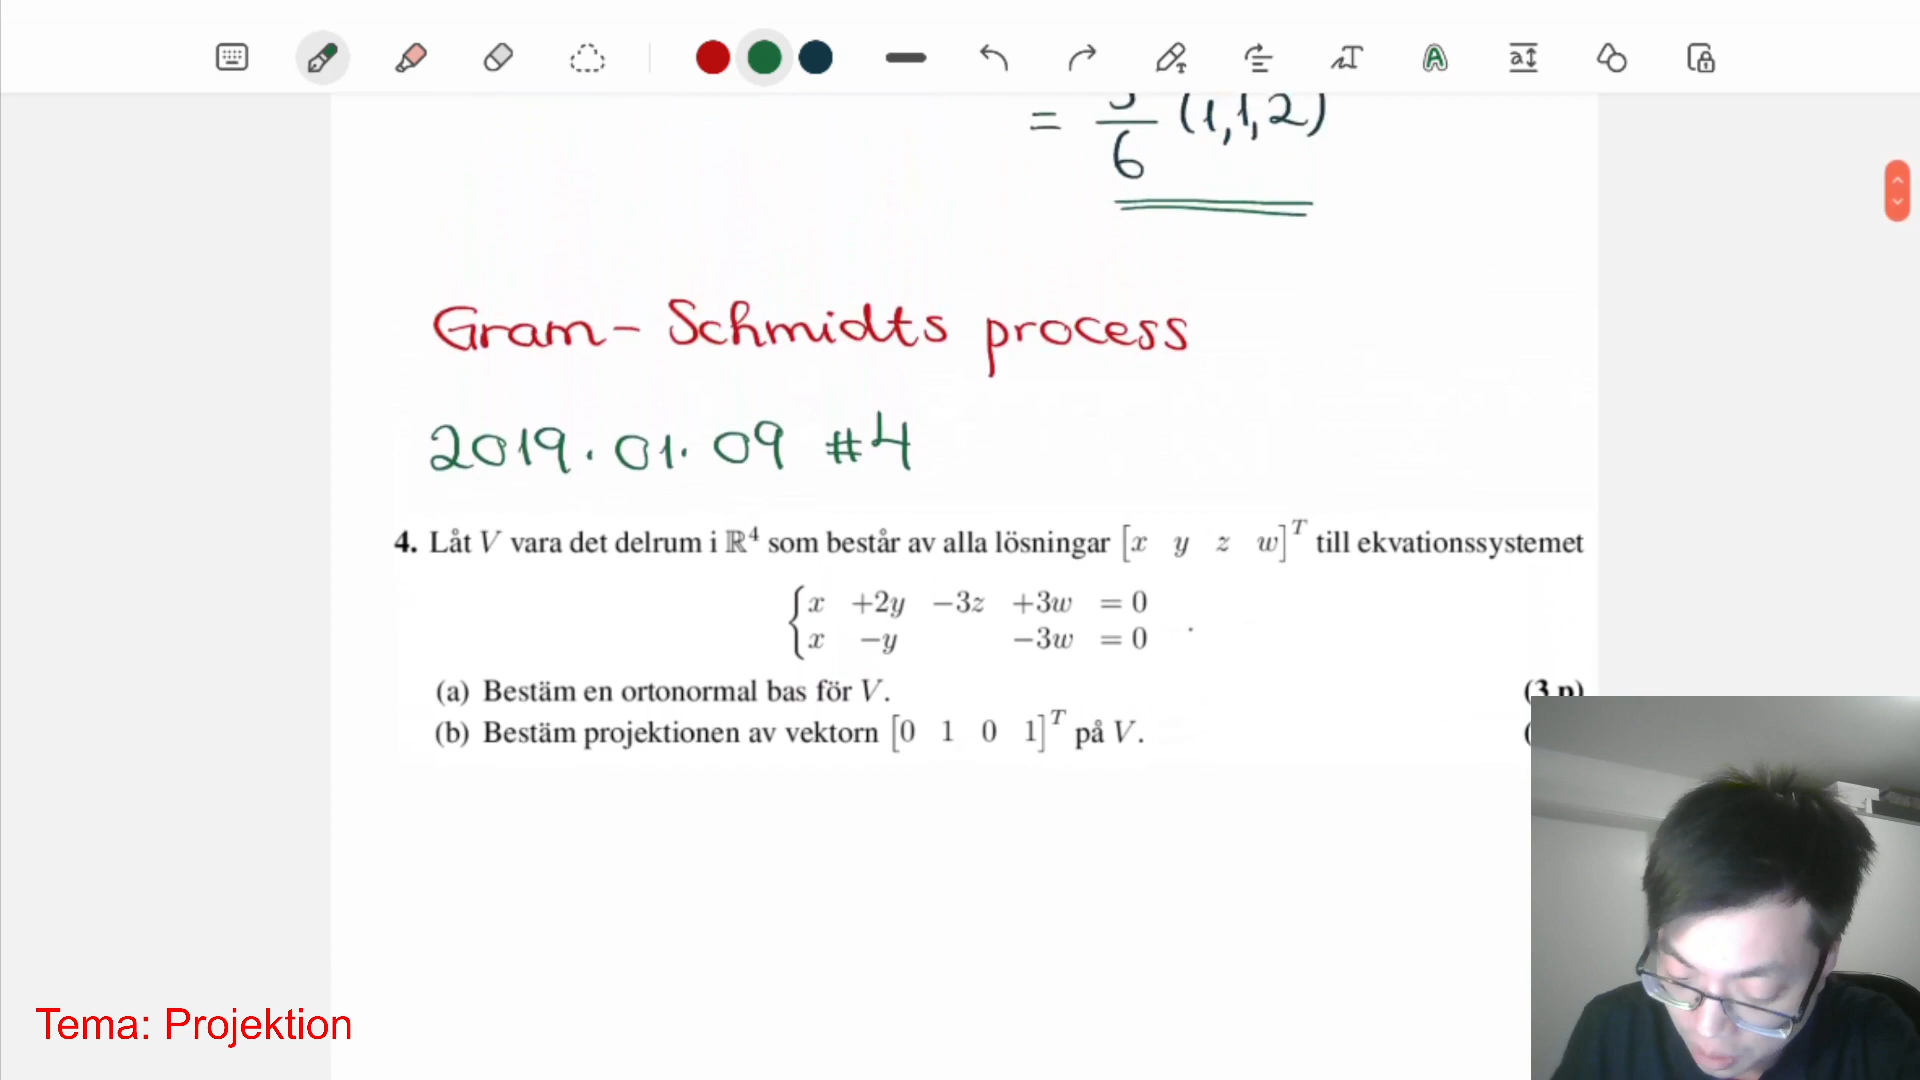 = 5/6 (1,1,2)
Gram-Schmidts process
2019.01.09 #4
4. Låt V vara det delrum i ℝ⁴ som består av alla lösningar [x y z w]ᵀ till ekvationssystemet
{x +2y −3z +3w = 0
x −y −3w = 0 .
(a) Bestäm en ortonormal bas för V. (3 p)
(b) Bestäm projektionen av vektorn [0 1 0 1]ᵀ på V. (
Tema: Projektion